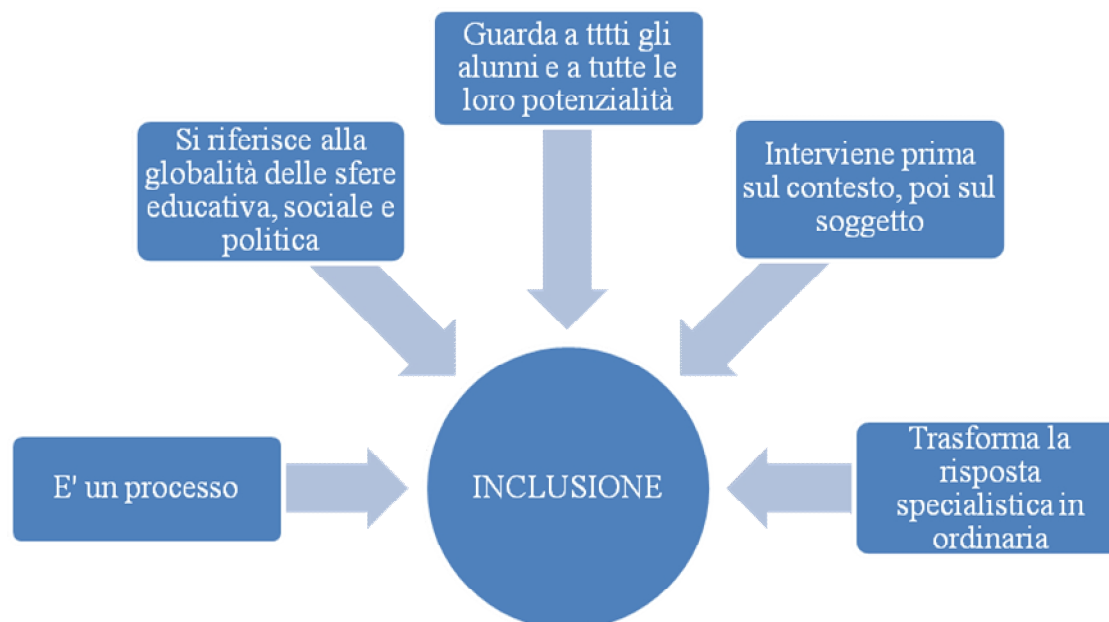 Guarda a tttti gli
alunni e a tutte le
loro potenzialità
Si riferisce alla
globalità delle sfere
educativa, sociale e
politica
Interviene prima
sul contesto, poi sul
soggetto
E' un processo
INCLUSIONE
Trasforma la
risposta
specialistica in
ordinaria